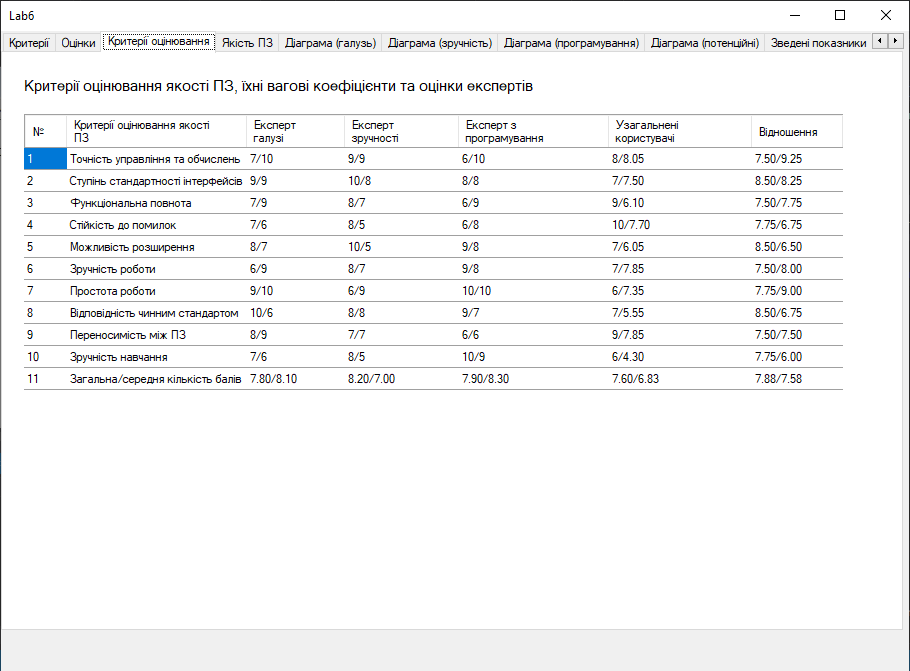 Lab6
Критерії Оцінки Критерії оцінювання Якість ПЗ Діаграма (галузь) Діаграма (зручність) Діаграма (програмування) Діаграма (потенційні) Зведені показники
Критерії оцінювання якості ПЗ, їхні вагові коефіцієнти та оцінки експертів
№ Критерії оцінювання якості ПЗ Експерт галузі Експерт зручності Експерт з програмування Узагальнені користувачі Відношення
1 Точність управління та обчислень 7/10 9/9 6/10 8/8.05 7.50/9.25
2 Ступінь стандартності інтерфейсів 9/9 10/8 8/8 7/7.50 8.50/8.25
3 Функціональна повнота 7/9 8/7 6/9 9/6.10 7.50/7.75
4 Стійкість до помилок 7/6 8/5 6/8 10/7.70 7.75/6.75
5 Можливість розширення 8/7 10/5 9/8 7/6.05 8.50/6.50
6 Зручність роботи 6/9 8/7 9/8 7/7.85 7.50/8.00
7 Простота роботи 9/10 6/9 10/10 6/7.35 7.75/9.00
8 Відповідність чинним стандартом 10/6 8/8 9/7 7/5.55 8.50/6.75
9 Переносимість між ПЗ 8/9 7/7 6/6 9/7.85 7.50/7.50
10 Зручність навчання 7/6 8/5 10/9 6/4.30 7.75/6.00
11 Загальна/середня кількість балів 7.80/8.10 8.20/7.00 7.90/8.30 7.60/6.83 7.88/7.58